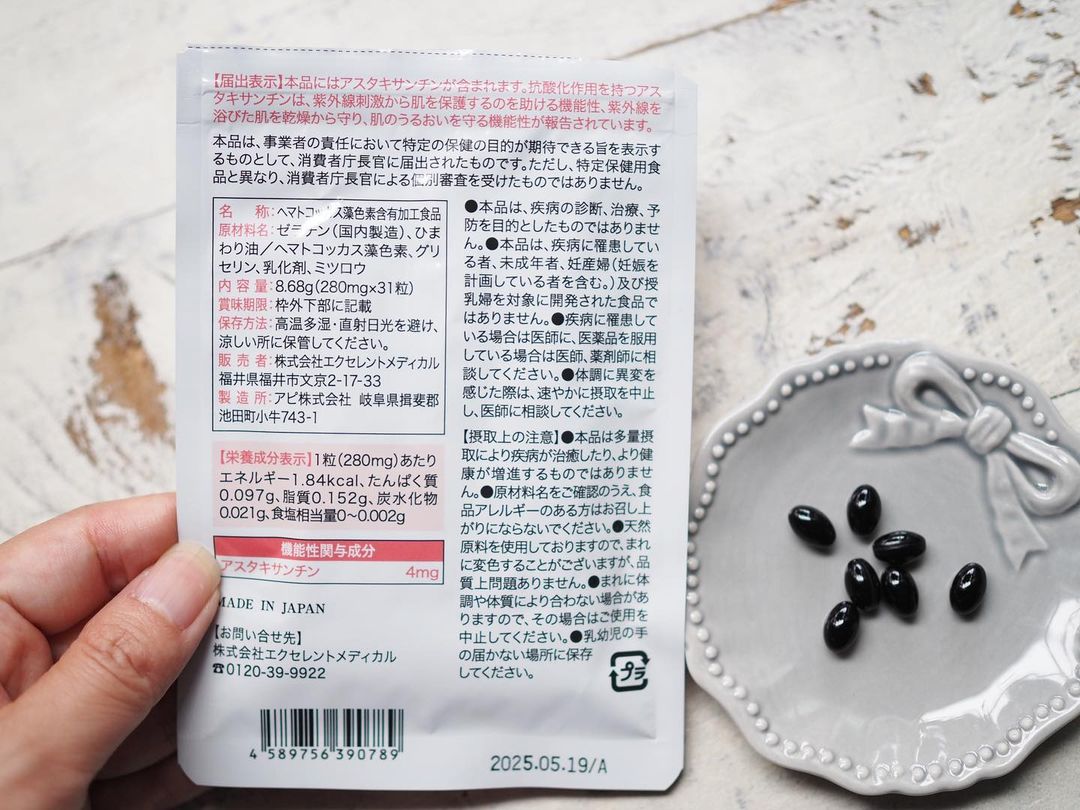 【届出表示】本品にはアスタキサンチンが含まれます。抗酸化作用を持つアス
タキサンチンは、紫外線刺激から肌を保護するのを助ける機能性、紫外線を
浴びた肌を乾燥から守り、肌のうるおいを守る機能性が報告されています。
本品は、事業者の責任において特定の保健の目的が期待できる旨を表示す
るものとして、消費者庁長官に届出されたものです。ただし、特定保健用食
品と異なり、消費者庁長官による個別審査を受けたものではありません。
名　称:ヘマトコッカス藻色素含有加工食品
原材料名:ゼラチン（国内製造）、ひま
わり油／ヘマトコッカス藻色素、グリ
セリン、乳化剤、ミツロウ
内容量:8.68g(280mg×31粒)
賞味期限:枠外下部に記載
保存方法:高温多湿・直射日光を避け、
涼しい所に保管してください。
販売者:株式会社エクセレントメディカル
福井県福井市文京2-17-33
製造所:アピ株式会社 岐阜県揖斐郡
池田町小牛743-1
【栄養成分表示】1粒(280mg)あたり
エネルギー1.84kcal、たんぱく質
0.097g、脂質0.152g、炭水化物
0.021g、食塩相当量0～0.002g
機能性関与成分
アスタキサンチン 4mg
MADE IN JAPAN
【お問い合せ先】
株式会社エクセレントメディカル
☎0120-39-9922
4 589756 390789
●本品は、疾病の診断、治療、予
防を目的としたものではありませ
ん。●本品は、疾病に罹患してい
る者、未成年者、妊産婦（妊娠を
計画している者を含む。）及び授
乳婦を対象に開発された食品で
はありません。●疾病に罹患して
いる場合は医師に、医薬品を服用
している場合は医師、薬剤師に相
談してください。●体調に異変を
感じた際は、速やかに摂取を中止
し、医師に相談してください。
【摂取上の注意】●本品は多量摂
取により疾病が治癒したり、より健
康が増進するものではありませ
ん。●原材料名をご確認のうえ、食
品アレルギーのある方はお召し上
がりにならないでください。●天然
原料を使用しておりますので、まれ
に変色することがございますが、品
質上問題ありません。●まれに体
調や体質により合わない場合があ
りますので、その場合はご使用を
中止してください。●乳幼児の手
の届かない場所に保存
してください。
プラ
2025.05.19/A